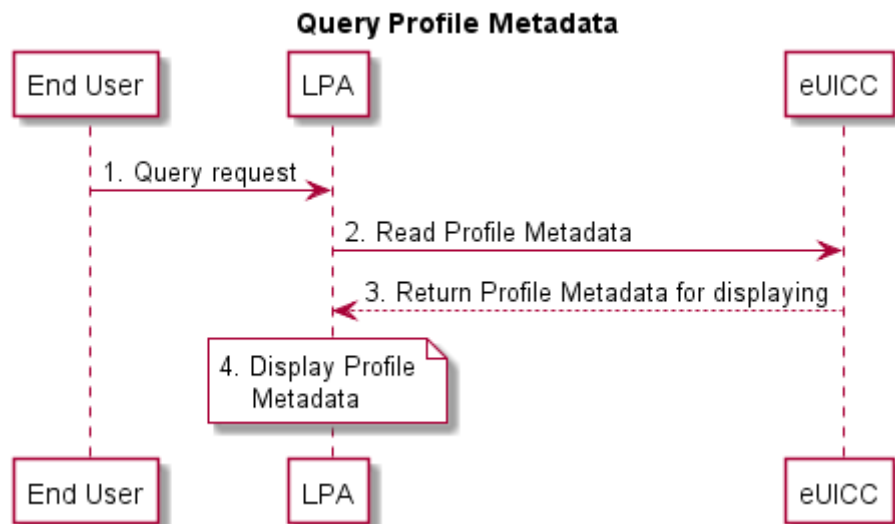 Query Profile Metadata
End User
LPA
eUICC
1. Query request
2. Read Profile Metadata
3. Return Profile Metadata for displaying
4. Display Profile
Metadata
End User
LPA
eUICC